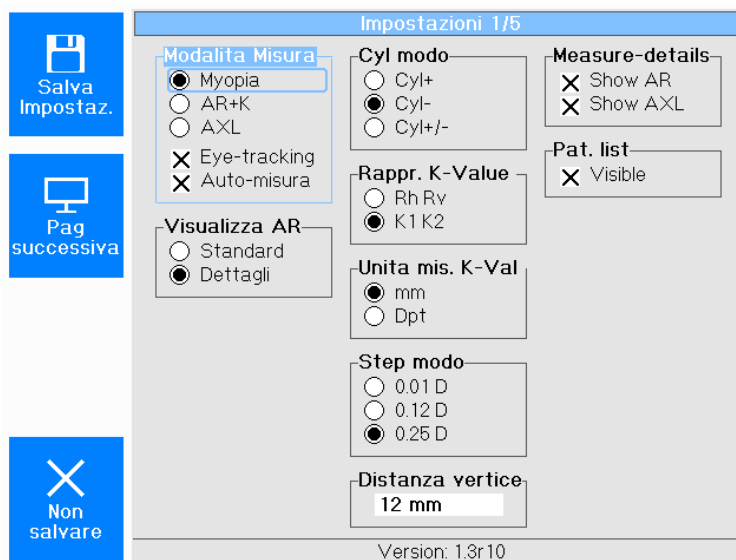 Impostazioni 1/5
Salva
Impostaz.
Pag
successiva
Non
salvare
Modalita Misura
Myopia
AR+K
AXL
Eye-tracking
Auto-misura
Visualizza AR
Standard
Dettagli
Cyl modo
Cyl+
Cyl-
Cyl+/-
Rappr. K-Value
Rh Rv
K1 K2
Unita mis. K-Val
mm
Dpt
Step modo
0.01 D
0.12 D
0.25 D
Distanza vertice
12 mm
Measure-details
Show AR
Show AXL
Pat. list
Visible
Version: 1.3r10